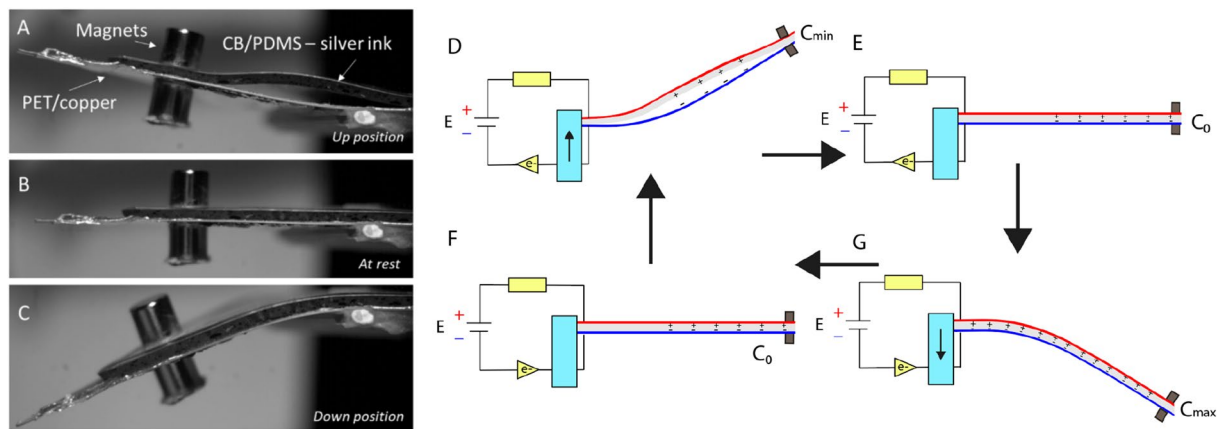 A
Magnets
CB/PDMS – silver ink
PET/copper
Up position
B
At rest
C
Down position
D
E
+
−
e-
+ + + +
- - - -
Cmin
E
E
+
−
e-
+ + + + + +
- - - - - -
C0
F
E
+
−
e-
+ + + + + +
- - - - - -
C0
G
E
+
−
e-
Cmax